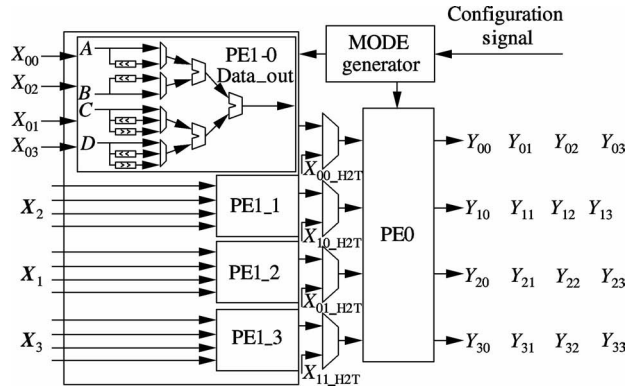 Configuration
signal
MODE
generator
X00
X02
X01
X03
A
B
C
D
PE1-0
Data_out
<<
<<
<<
<<
<<
<<
X00_H2T
X2
PE1_1
X10_H2T
X1
PE1_2
X01_H2T
X3
PE1_3
X11_H2T
PE0
Y00 Y01 Y02 Y03
Y10 Y11 Y12 Y13
Y20 Y21 Y22 Y23
Y30 Y31 Y32 Y33